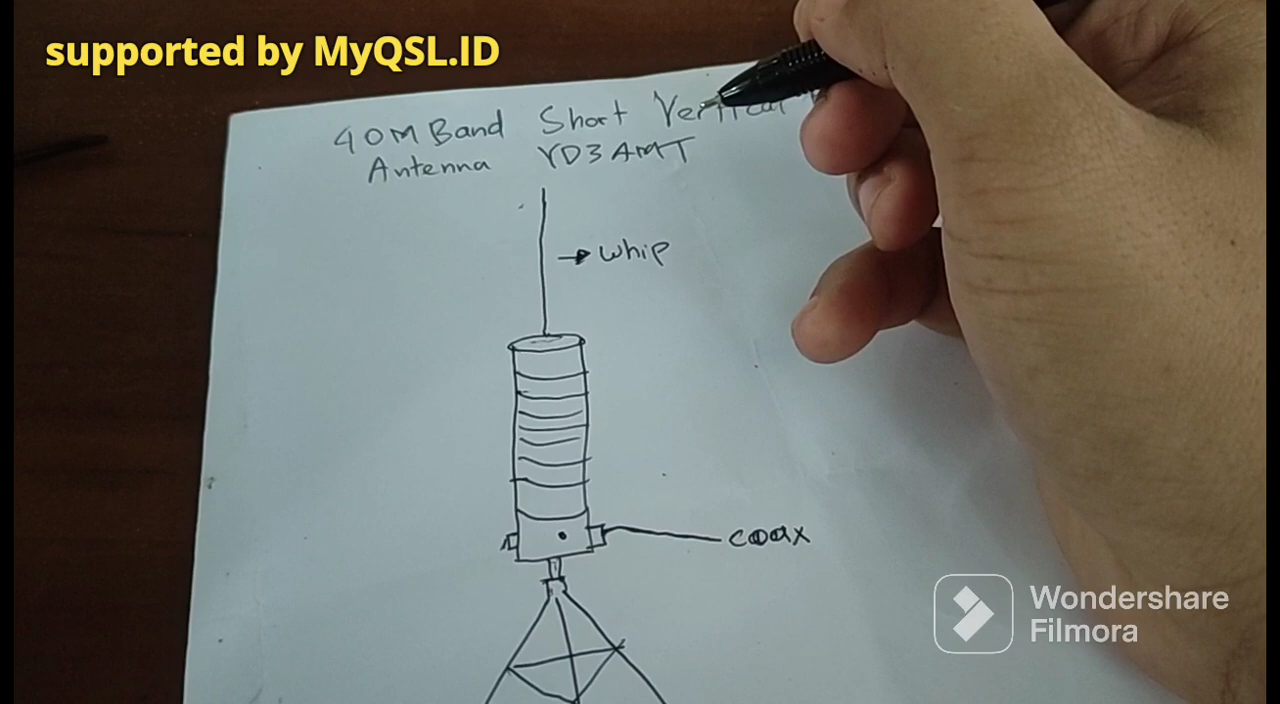 supported by MyQSL.ID
40M Band Short Vertical
Antenna YD3AMT
whip
coax
Wondershare
Filmora